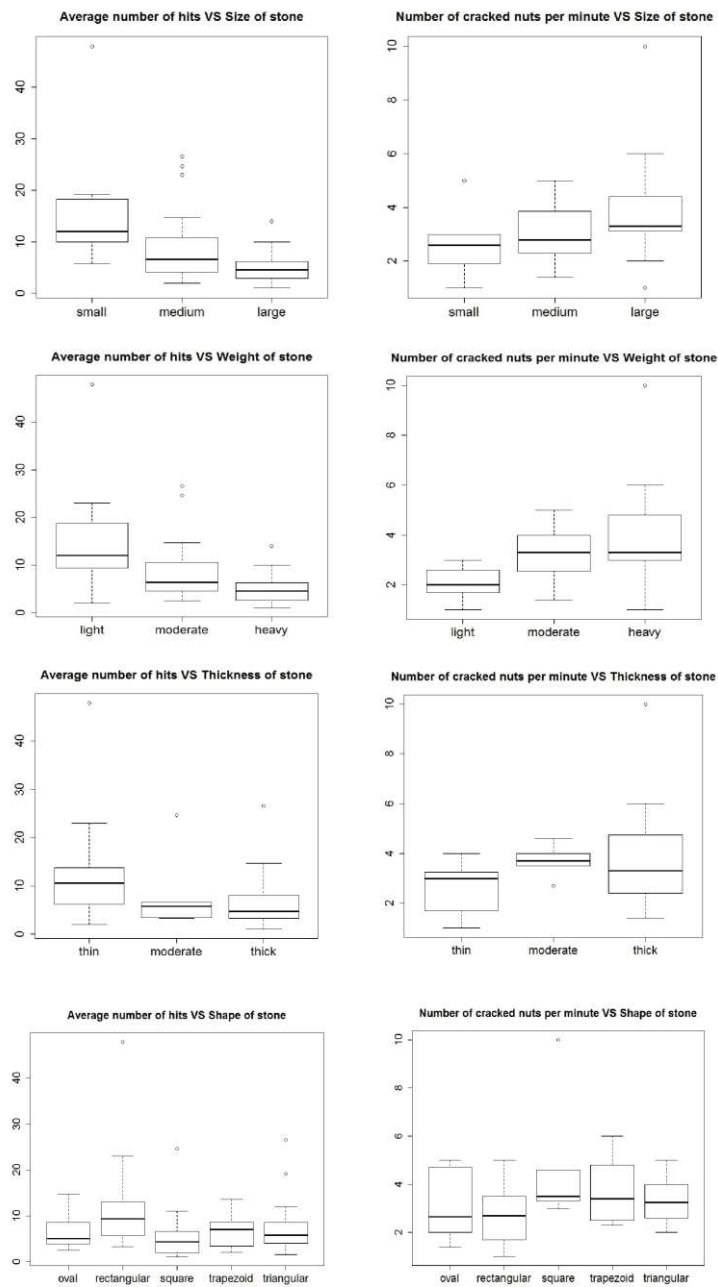 Average number of hits VS Size of stone
40
30
20
10
0
small medium large
Number of cracked nuts per minute VS Size of stone
10
8
6
4
2
small medium large
Average number of hits VS Weight of stone
40
30
20
10
0
light moderate heavy
Number of cracked nuts per minute VS Weight of stone
10
8
6
4
2
light moderate heavy
Average number of hits VS Thickness of stone
40
30
20
10
0
thin moderate thick
Number of cracked nuts per minute VS Thickness of stone
10
8
6
4
2
thin moderate thick
Average number of hits VS Shape of stone
40
30
20
10
0
oval rectangular square trapezoid triangular
Number of cracked nuts per minute VS Shape of stone
10
8
6
4
2
oval rectangular square trapezoid triangular